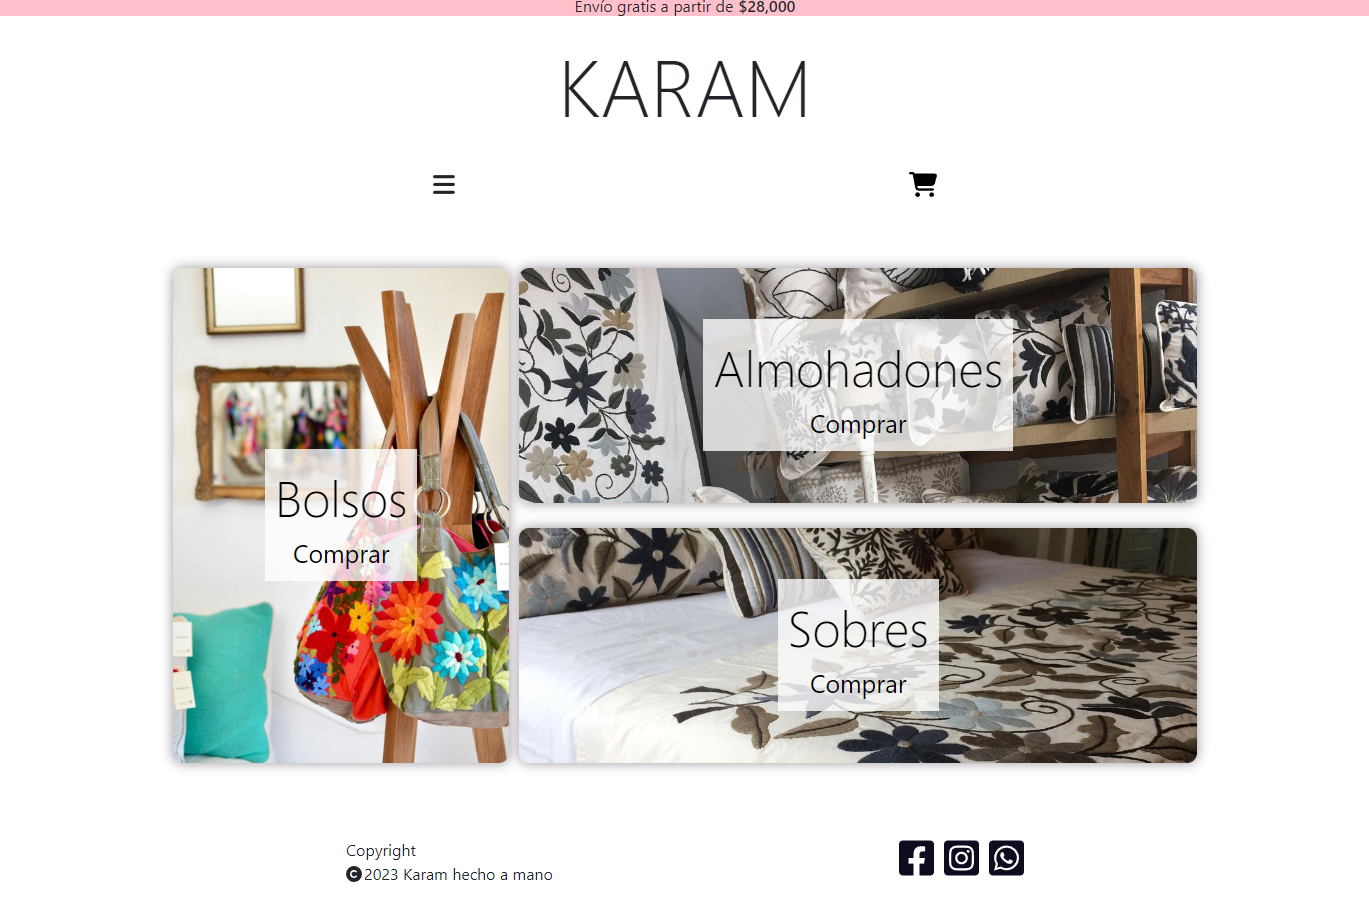 Envío gratis a partir de $28,000
KARAM
Bolsos
Comprar
Almohadones
Comprar
Sobres
Comprar
Copyright
©2023 Karam hecho a mano